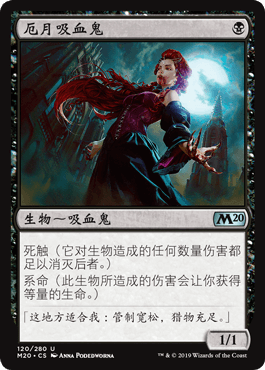 厄月吸血鬼
生物～吸血鬼
M20
死触（它对生物造成的任何数量伤害都
足以消灭后者。）
系命（此生物所造成的伤害会让你获得
等量的生命。）
「这地方适合我：管制宽松，猎物充足。」
1/1
120/280 U
M20 • CS Anna Podedworna
™ & © 2019 Wizards of the Coast